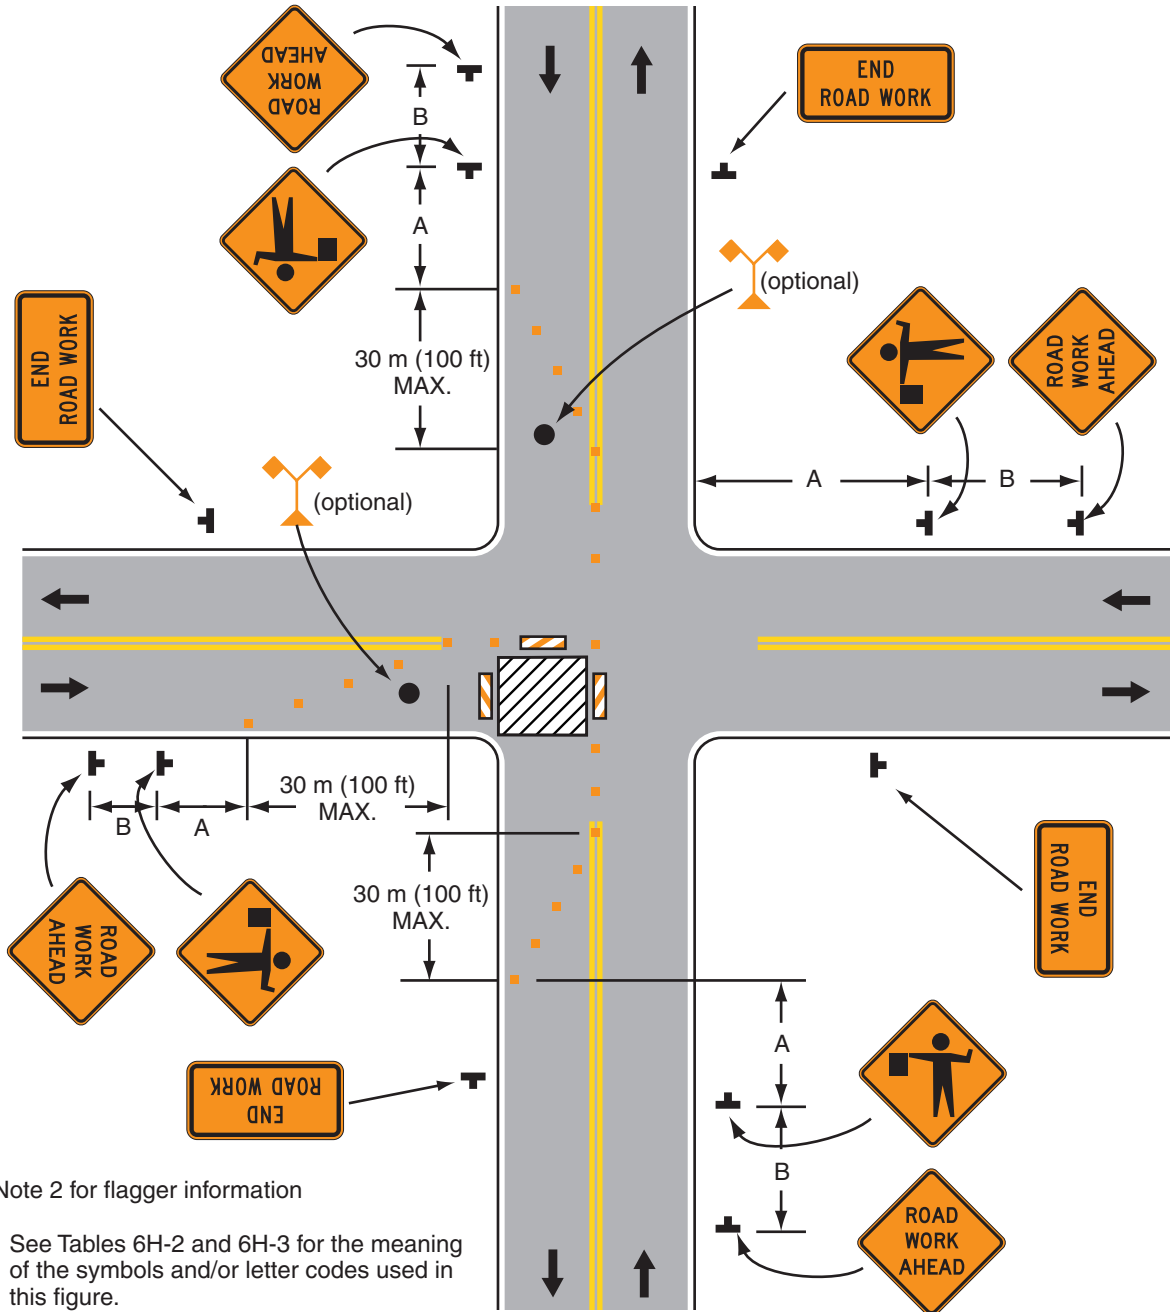 ROAD
WORK
AHEAD
END
ROAD WORK
B
A
(optional)
END
ROAD WORK
30 m (100 ft)
MAX.
ROAD
WORK
AHEAD
A
B
(optional)
30 m (100 ft)
MAX.
B
A
30 m (100 ft)
MAX.
END
ROAD WORK
ROAD
WORK
AHEAD
A
END
ROAD WORK
B
Note 2 for flagger information
ROAD
WORK
AHEAD
See Tables 6H-2 and 6H-3 for the meaning
of the symbols and/or letter codes used in
this figure.